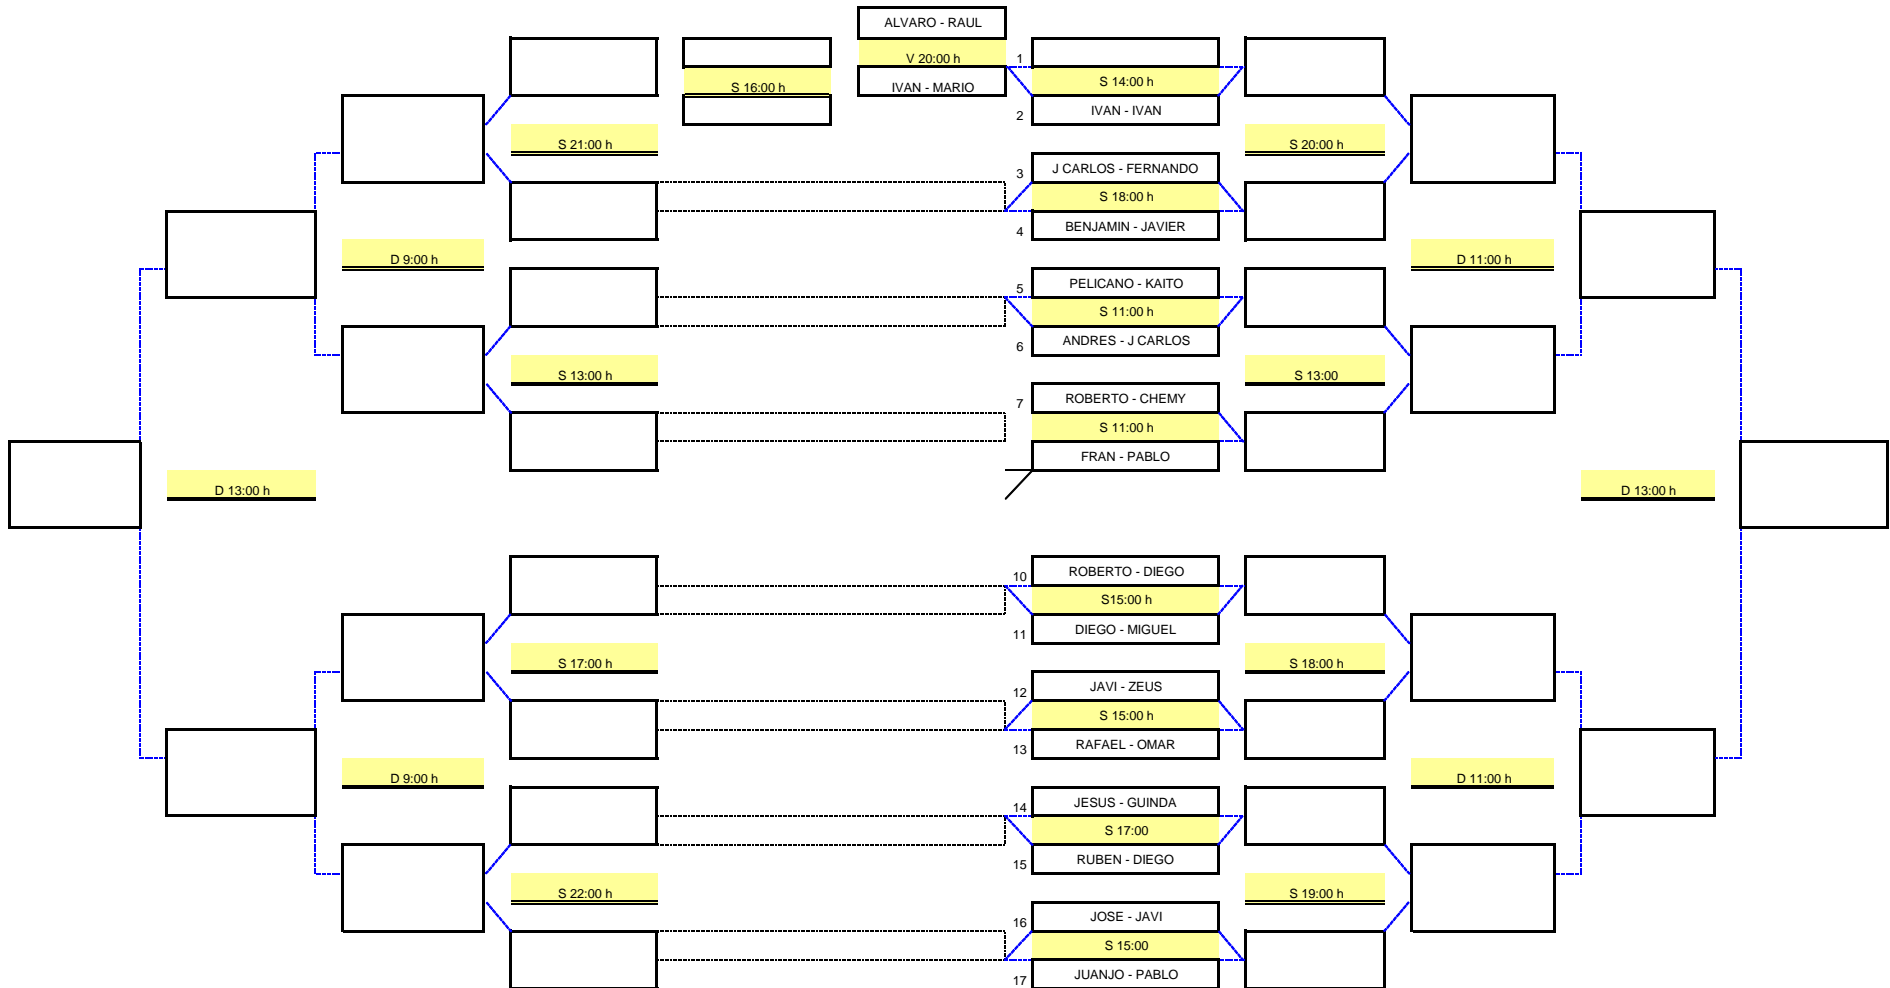 ALVARO - RAUL
V 20:00 h
1
S 16:00 h
IVAN - MARIO
S 14:00 h
2
IVAN - IVAN
S 21:00 h
S 20:00 h
3
J CARLOS - FERNANDO
S 18:00 h
4
BENJAMIN - JAVIER
D 9:00 h
D 11:00 h
5
PELICANO - KAITO
S 11:00 h
6
ANDRES - J CARLOS
S 13:00 h
S 13:00
7
ROBERTO - CHEMY
S 11:00 h
FRAN - PABLO
D 13:00 h
D 13:00 h
10
ROBERTO - DIEGO
S15:00 h
11
DIEGO - MIGUEL
S 17:00 h
S 18:00 h
12
JAVI - ZEUS
S 15:00 h
13
RAFAEL - OMAR
D 9:00 h
D 11:00 h
14
JESUS - GUINDA
S 17:00
15
RUBEN - DIEGO
S 22:00 h
S 19:00 h
16
JOSE - JAVI
S 15:00
17
JUANJO - PABLO